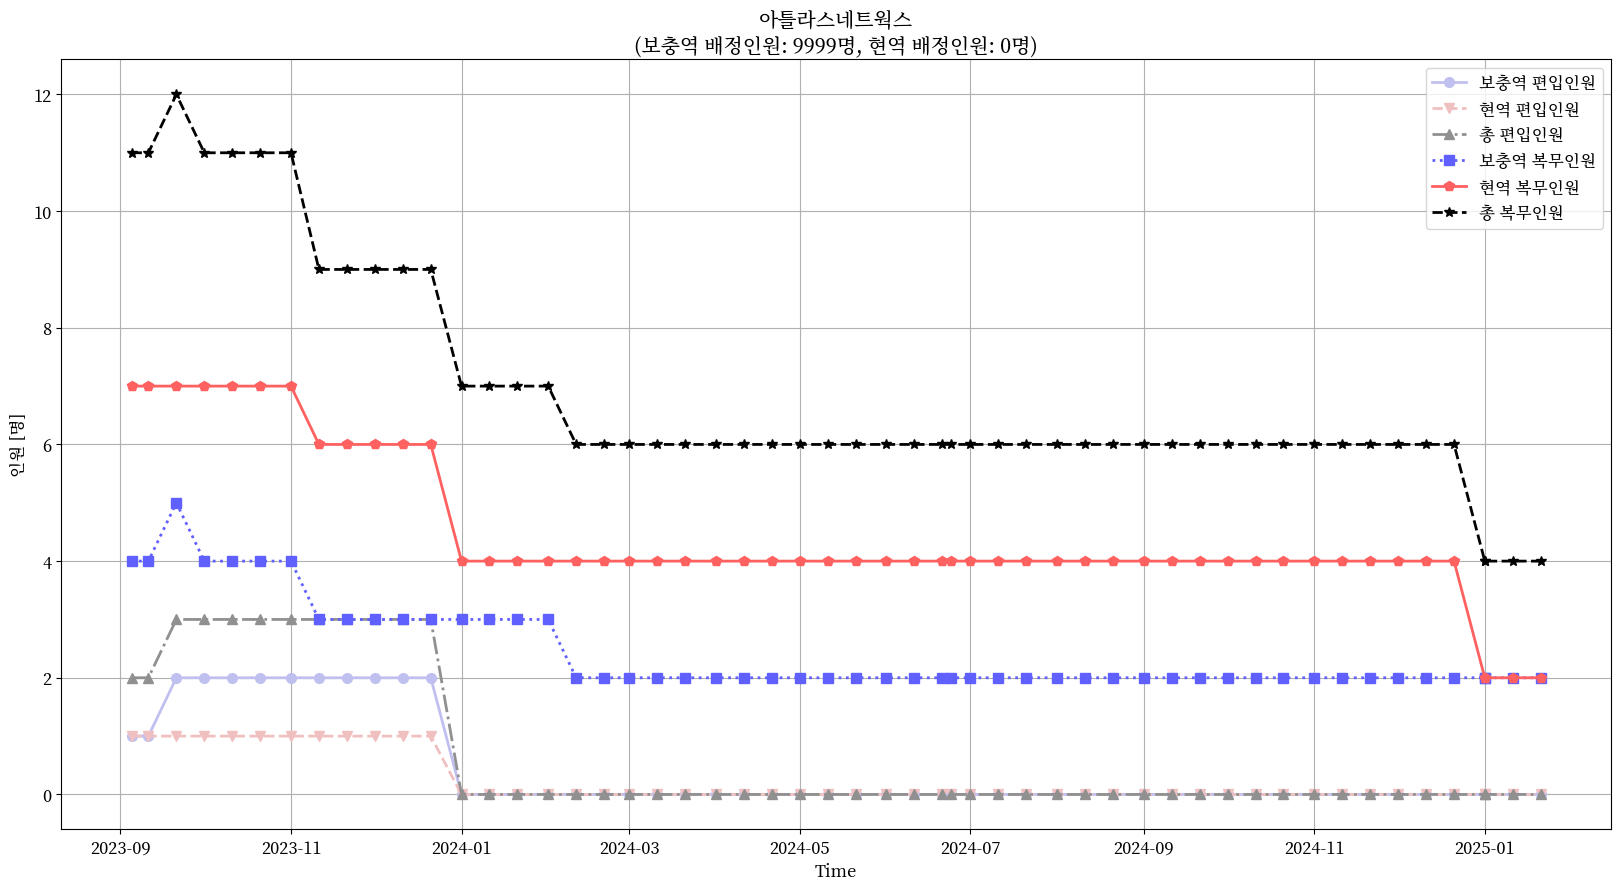 아틀라스네트웍스
(보충역 배정인원: 9999명, 현역 배정인원: 0명)
보충역 편입인원
현역 편입인원
총 편입인원
보충역 복무인원
현역 복무인원
총 복무인원
인원 [명]
12
10
8
6
4
2
0
2023-09
2023-11
2024-01
2024-03
2024-05
2024-07
2024-09
2024-11
2025-01
Time